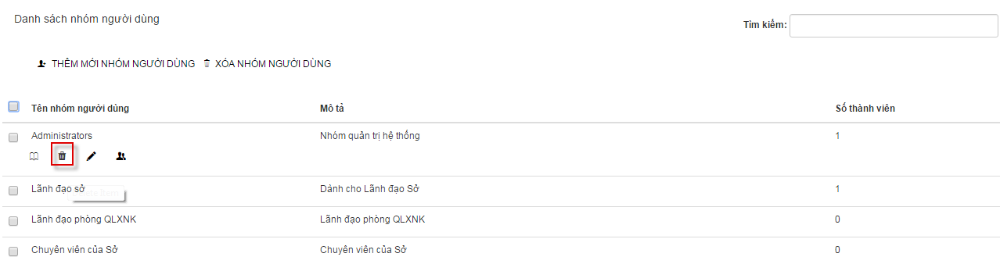 Danh sách nhóm người dùng
Tìm kiếm:
THÊM MỚI NHÓM NGƯỜI DÙNG XÓA NHÓM NGƯỜI DÙNG
Tên nhóm người dùng Mô tả Số thành viên
Administrators Nhóm quản trị hệ thống 1
Lãnh đạo sở Dành cho Lãnh đạo Sở 1
Lãnh đạo phòng QLXNK Lãnh đạo phòng QLXNK 0
Chuyên viên của Sở Chuyên viên của Sở 0